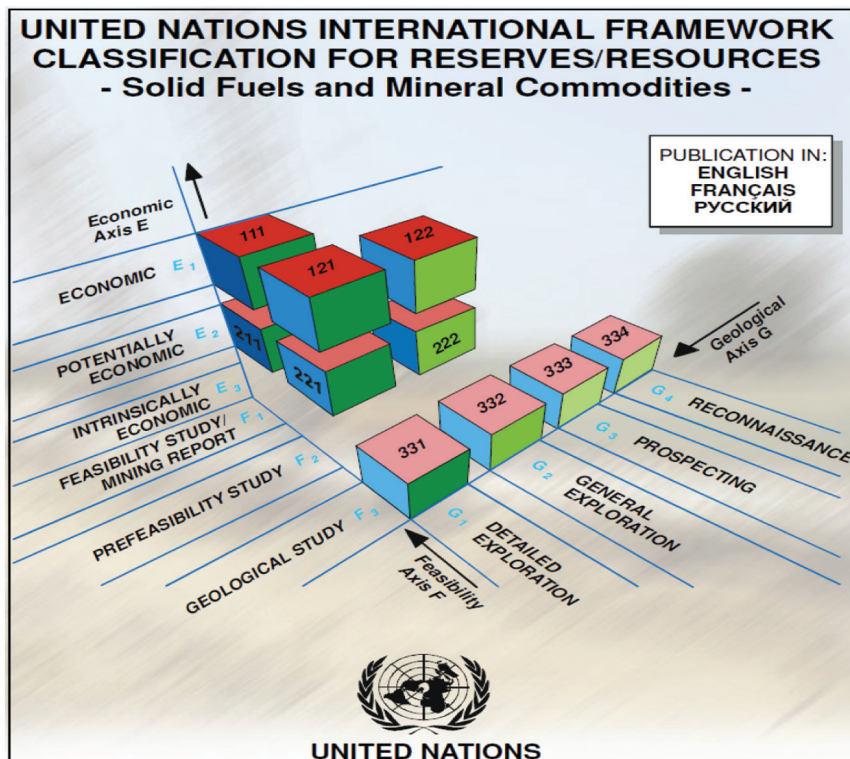 UNITED NATIONS INTERNATIONAL FRAMEWORK
CLASSIFICATION FOR RESERVES/RESOURCES
- Solid Fuels and Mineral Commodities -
PUBLICATION IN:
ENGLISH
FRANÇAIS
РУССКИЙ
Economic
Axis E
ECONOMIC E1
POTENTIALLY
ECONOMIC E2
INTRINSICALLY
ECONOMIC E3
FEASIBILITY STUDY/
MINING REPORT F1
PREFEASIBILITY STUDY F2
GEOLOGICAL STUDY F3
111
121
122
211
221
222
331
332
333
334
Geological
Axis G
G4 RECONNAISSANCE
G3 PROSPECTING
G2 GENERAL
EXPLORATION
G1 DETAILED
EXPLORATION
Feasibility
Axis F
UNITED NATIONS